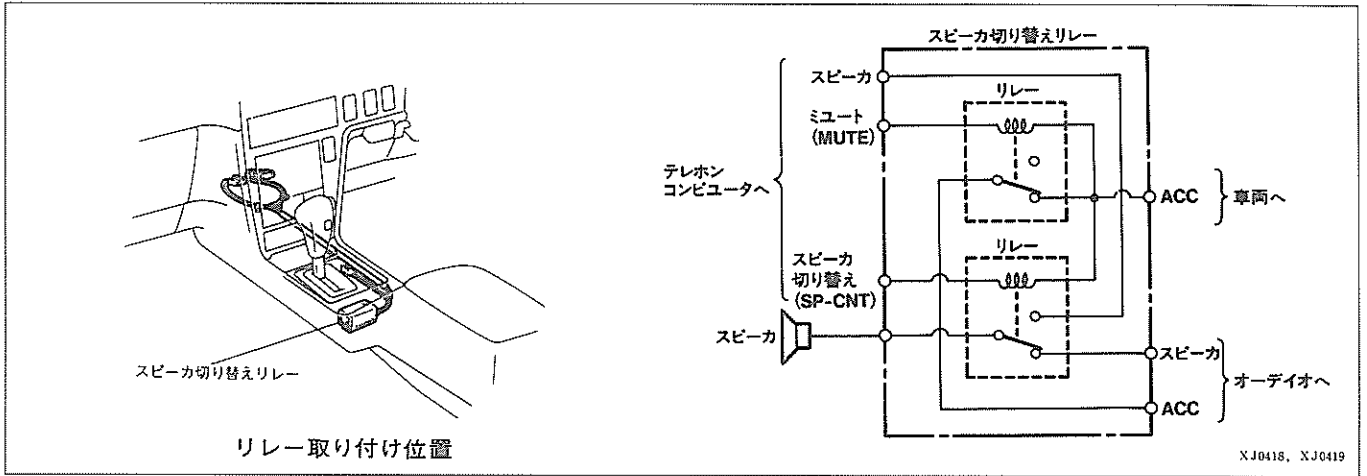 スピーカ切り替えリレー
リレー取り付け位置
スピーカ切り替えリレー
スピーカ
リレー
ミュート
(MUTE)
テレホン
コンピュータへ
ACC
車両へ
リレー
スピーカ
切り替え
(SP-CNT)
スピーカ
スピーカ
オーデイオへ
ACC
XJ0418, XJ0419